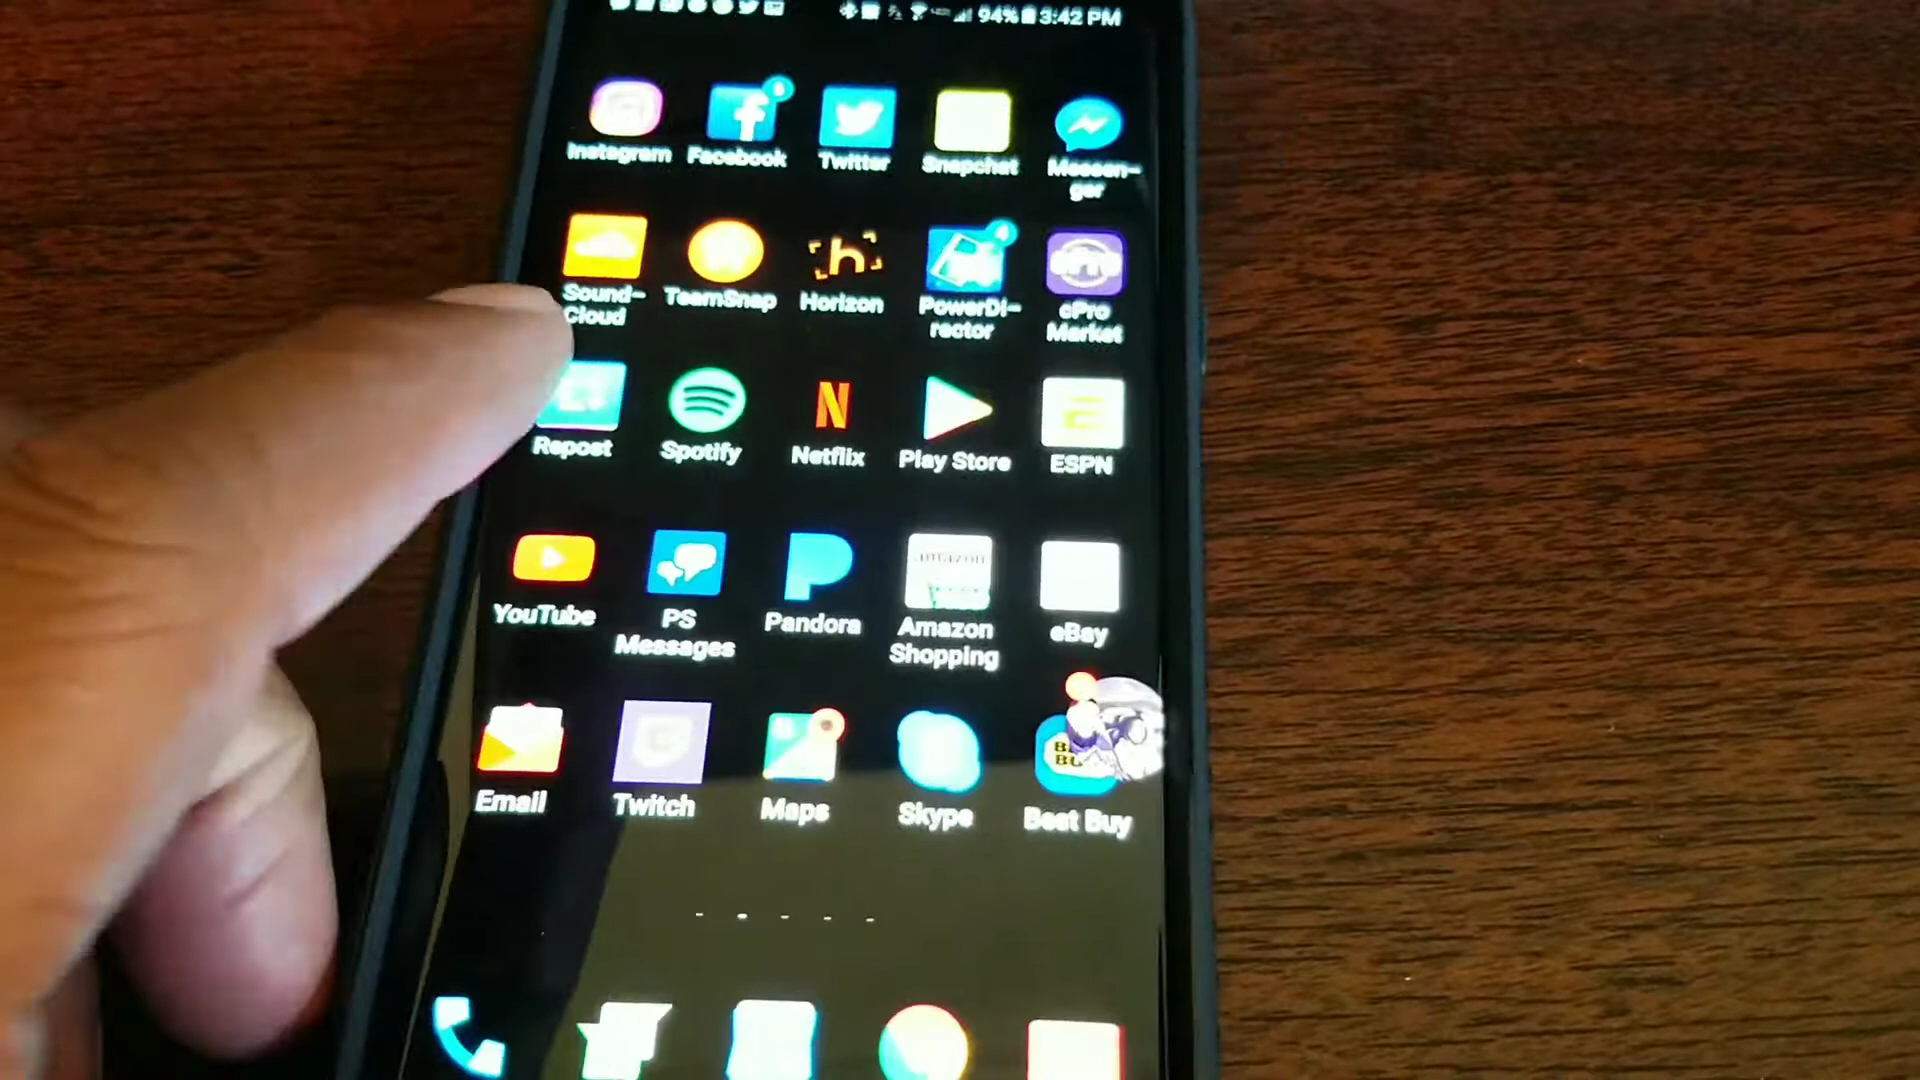 94% 3:42 PM
Instagram Facebook Twitter Snapchat Messen-
ger
Sound-
Cloud TeamSnap Horizon PowerDi-
rector cPro
Market
Repost Spotify Netflix Play Store ESPN
YouTube PS
Messages Pandora amazon
Amazon
Shopping eBay
Email Twitch Maps Skype Best Buy